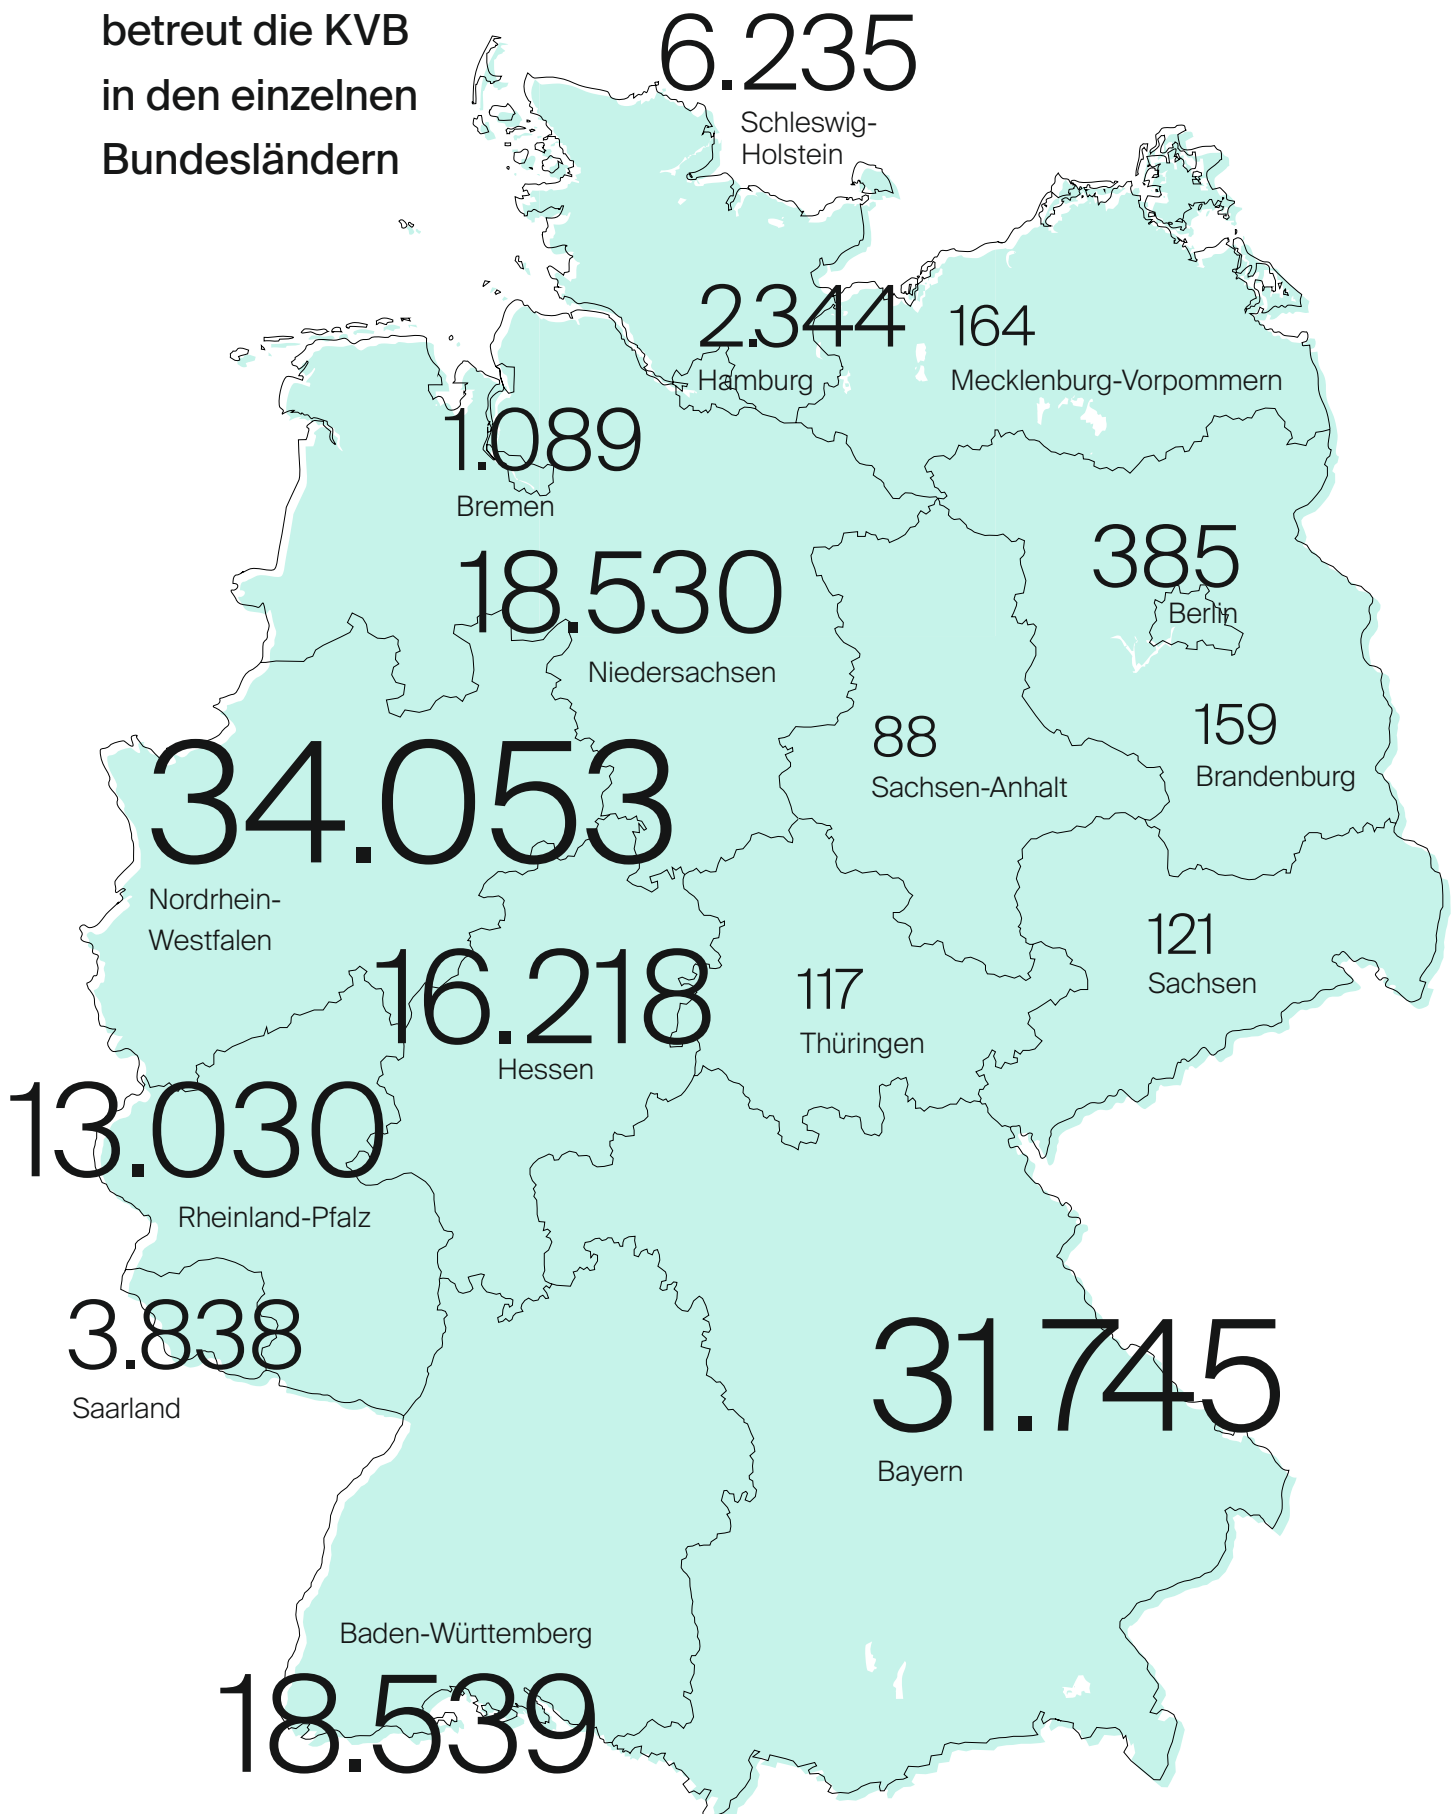 betreut die KVB
in den einzelnen
Bundesländern
6.235
Schleswig-
Holstein
2.344
Hamburg
164
Mecklenburg-Vorpommern
1.089
Bremen
18.530
Niedersachsen
385
Berlin
159
Brandenburg
88
Sachsen-Anhalt
34.053
Nordrhein-
Westfalen
16.218
Hessen
117
Thüringen
121
Sachsen
13.030
Rheinland-Pfalz
3.838
Saarland
31.745
Bayern
Baden-Württemberg
18.539